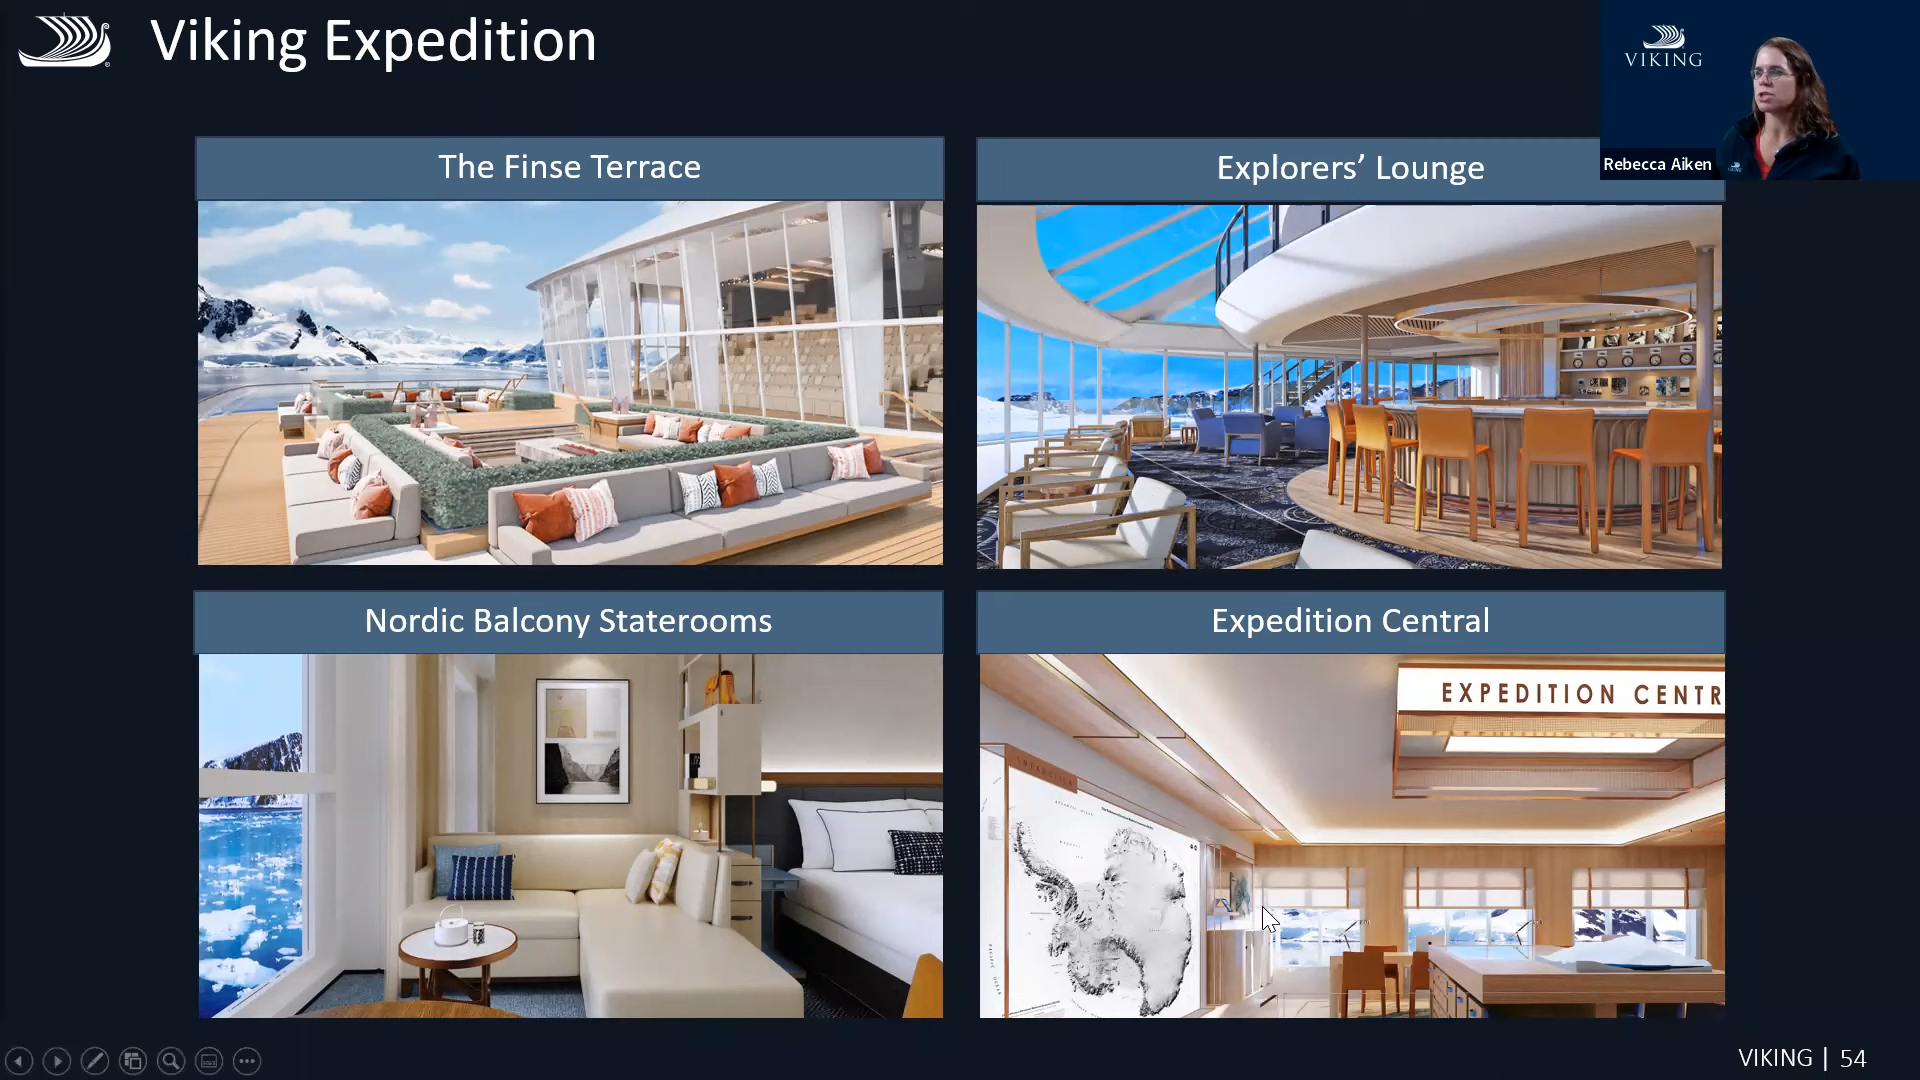 Viking Expedition
VIKING
Rebecca Aiken
The Finse Terrace
Explorers’ Lounge
Nordic Balcony Staterooms
Expedition Central
EXPEDITION CENTR
ANTARCTICA
VIKING | 54